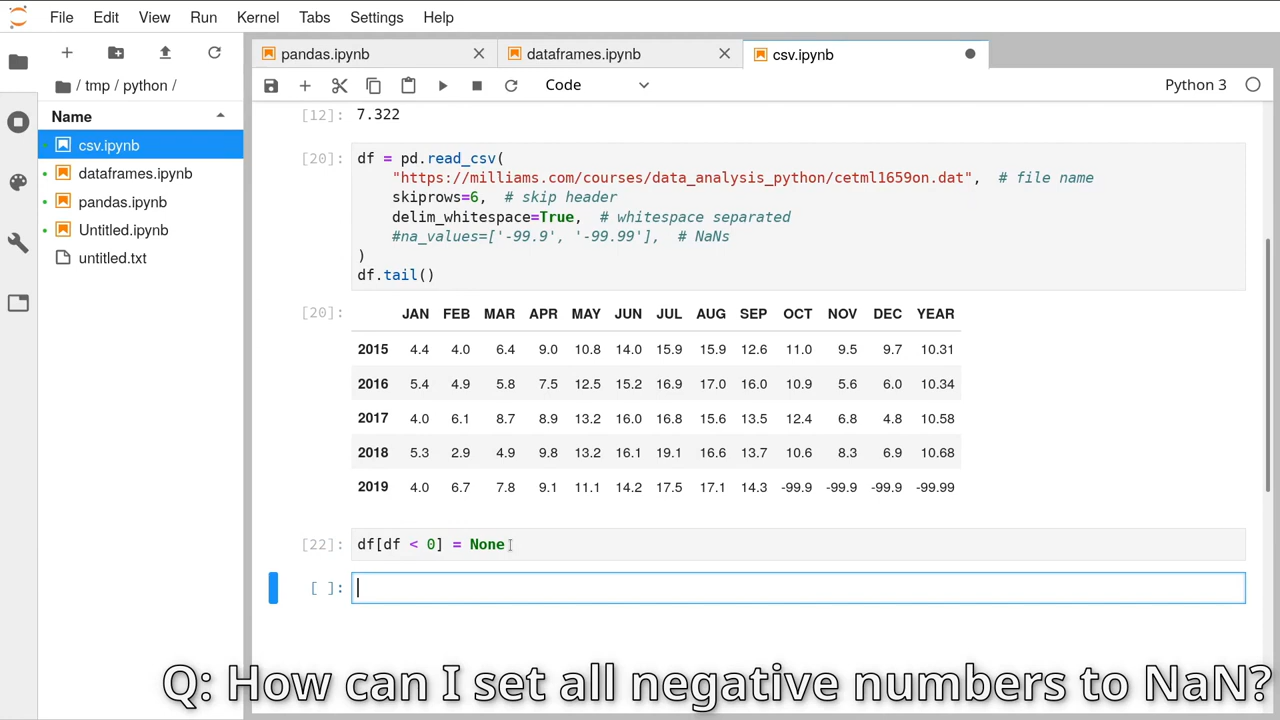 File Edit View Run Kernel Tabs Settings Help
pandas.ipynb dataframes.ipynb csv.ipynb
/ tmp / python /
Code Python 3
Name
csv.ipynb
dataframes.ipynb
pandas.ipynb
Untitled.ipynb
untitled.txt
[12]: 7.322
[20]: df = pd.read_csv(
"https://milliams.com/courses/data_analysis_python/cetml1659on.dat", # file name
skiprows=6, # skip header
delim_whitespace=True, # whitespace separated
#na_values=['-99.9', '-99.99'], # NaNs
)
df.tail()
[20]: JAN FEB MAR APR MAY JUN JUL AUG SEP OCT NOV DEC YEAR
2015 4.4 4.0 6.4 9.0 10.8 14.0 15.9 15.9 12.6 11.0 9.5 9.7 10.31
2016 5.4 4.9 5.8 7.5 12.5 15.2 16.9 17.0 16.0 10.9 5.6 6.0 10.34
2017 4.0 6.1 8.7 8.9 13.2 16.0 16.8 15.6 13.5 12.4 6.8 4.8 10.58
2018 5.3 2.9 4.9 9.8 13.2 16.1 19.1 16.6 13.7 10.6 8.3 6.9 10.68
2019 4.0 6.7 7.8 9.1 11.1 14.2 17.5 17.1 14.3 -99.9 -99.9 -99.9 -99.99
[22]: df[df < 0] = None
[ ]:
Q: How can I set all negative numbers to NaN?